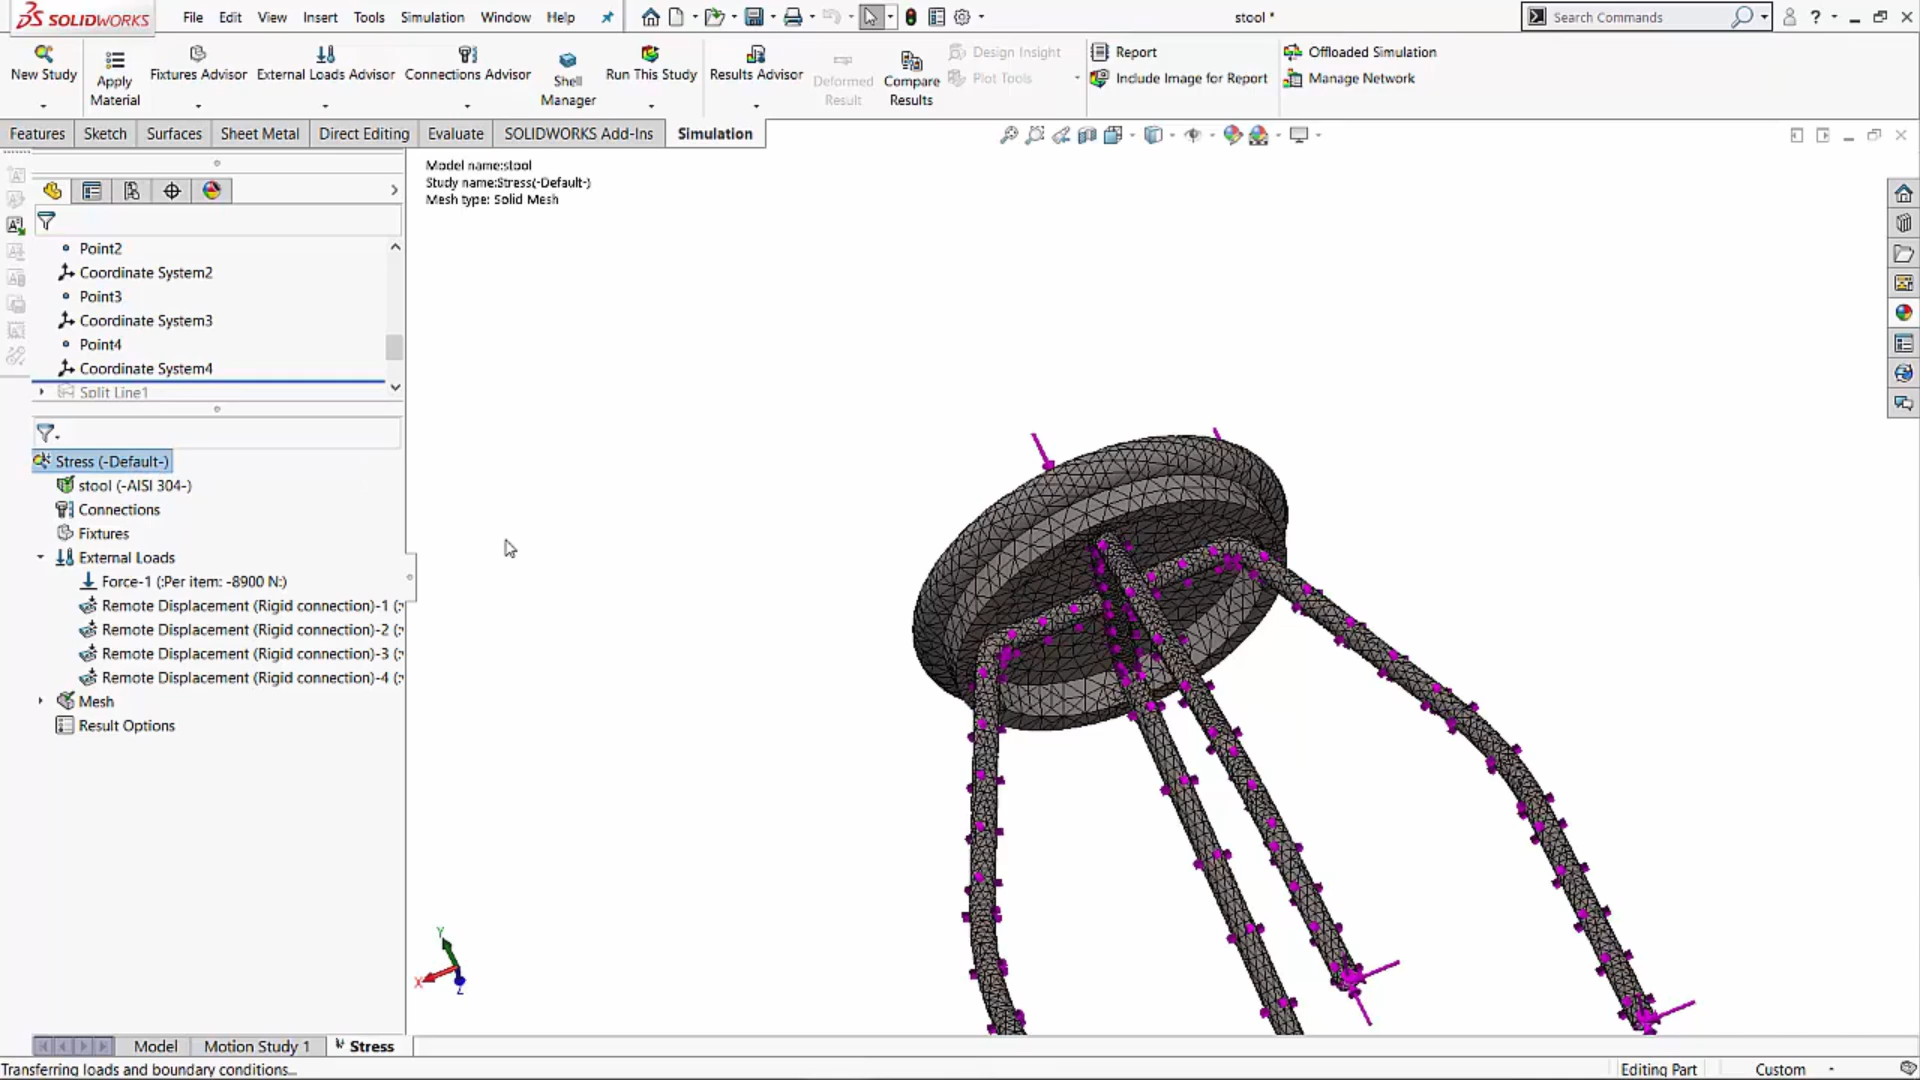 SOLIDWORKS
File Edit View Insert Tools Simulation Window Help
stool *
Search Commands
New Study
Apply Material
Fixtures Advisor
External Loads Advisor
Connections Advisor
Shell Manager
Run This Study
Results Advisor
Deformed Result
Compare Results
Design Insight
Plot Tools
Report
Include Image for Report
Offloaded Simulation
Manage Network
Features Sketch Surfaces Sheet Metal Direct Editing Evaluate SOLIDWORKS Add-Ins Simulation
Model name:stool
Study name:Stress(-Default-)
Mesh type: Solid Mesh
Point2
Coordinate System2
Point3
Coordinate System3
Point4
Coordinate System4
Split Line1
Stress (-Default-)
stool (-AISI 304-)
Connections
Fixtures
External Loads
Force-1 (:Per item: -8900 N:)
Remote Displacement (Rigid connection)-1 (:
Remote Displacement (Rigid connection)-2 (:
Remote Displacement (Rigid connection)-3 (:
Remote Displacement (Rigid connection)-4 (:
Mesh
Result Options
Y
X
Z
Model Motion Study 1 Stress
Transferring loads and boundary conditions...
Editing Part Custom -